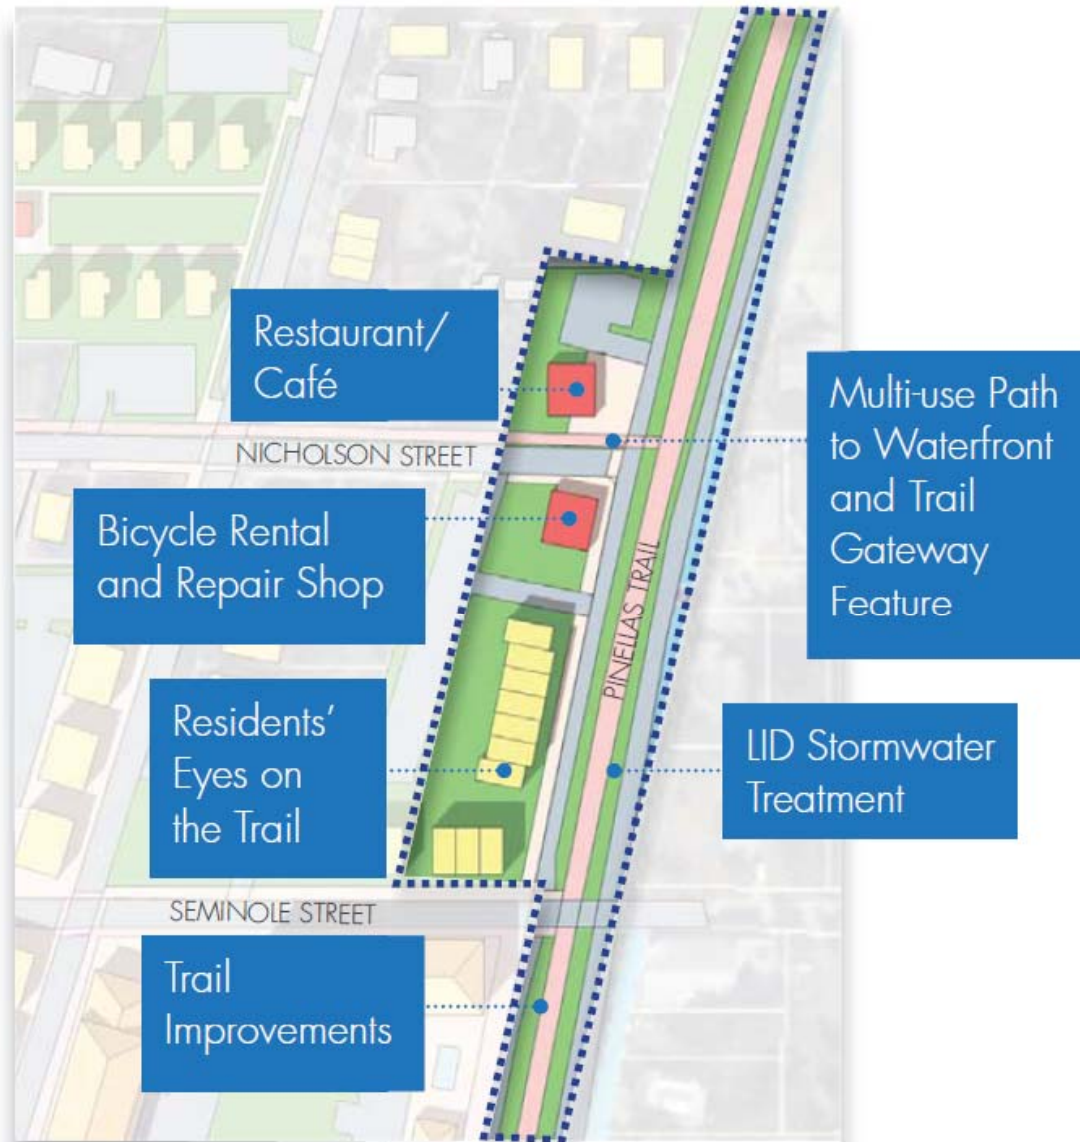 Restaurant/
Café
NICHOLSON STREET
Multi-use Path
to Waterfront
and Trail
Gateway
Feature
Bicycle Rental
and Repair Shop
PINELLAS TRAIL
Residents’
Eyes on
the Trail
LID Stormwater
Treatment
SEMINOLE STREET
Trail
Improvements